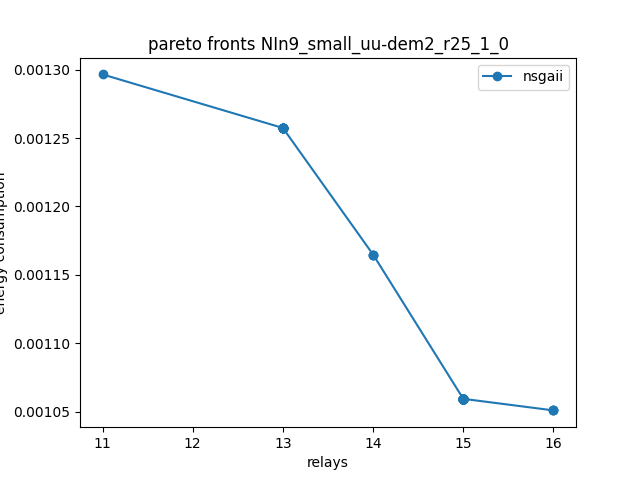 pareto fronts NIn9_small_uu-dem2_r25_1_0
nsgaii
0.00130
0.00125
0.00120
0.00115
0.00110
0.00105
energy consumption
11 12 13 14 15 16
relays